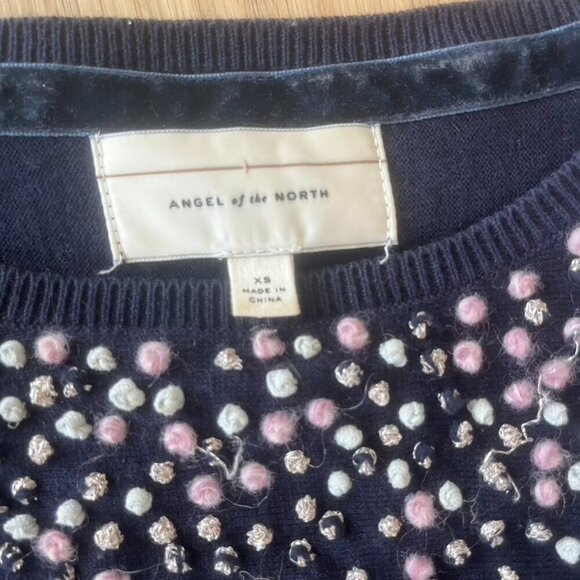 ANGEL of the NORTH
XS
MADE IN
CHINA